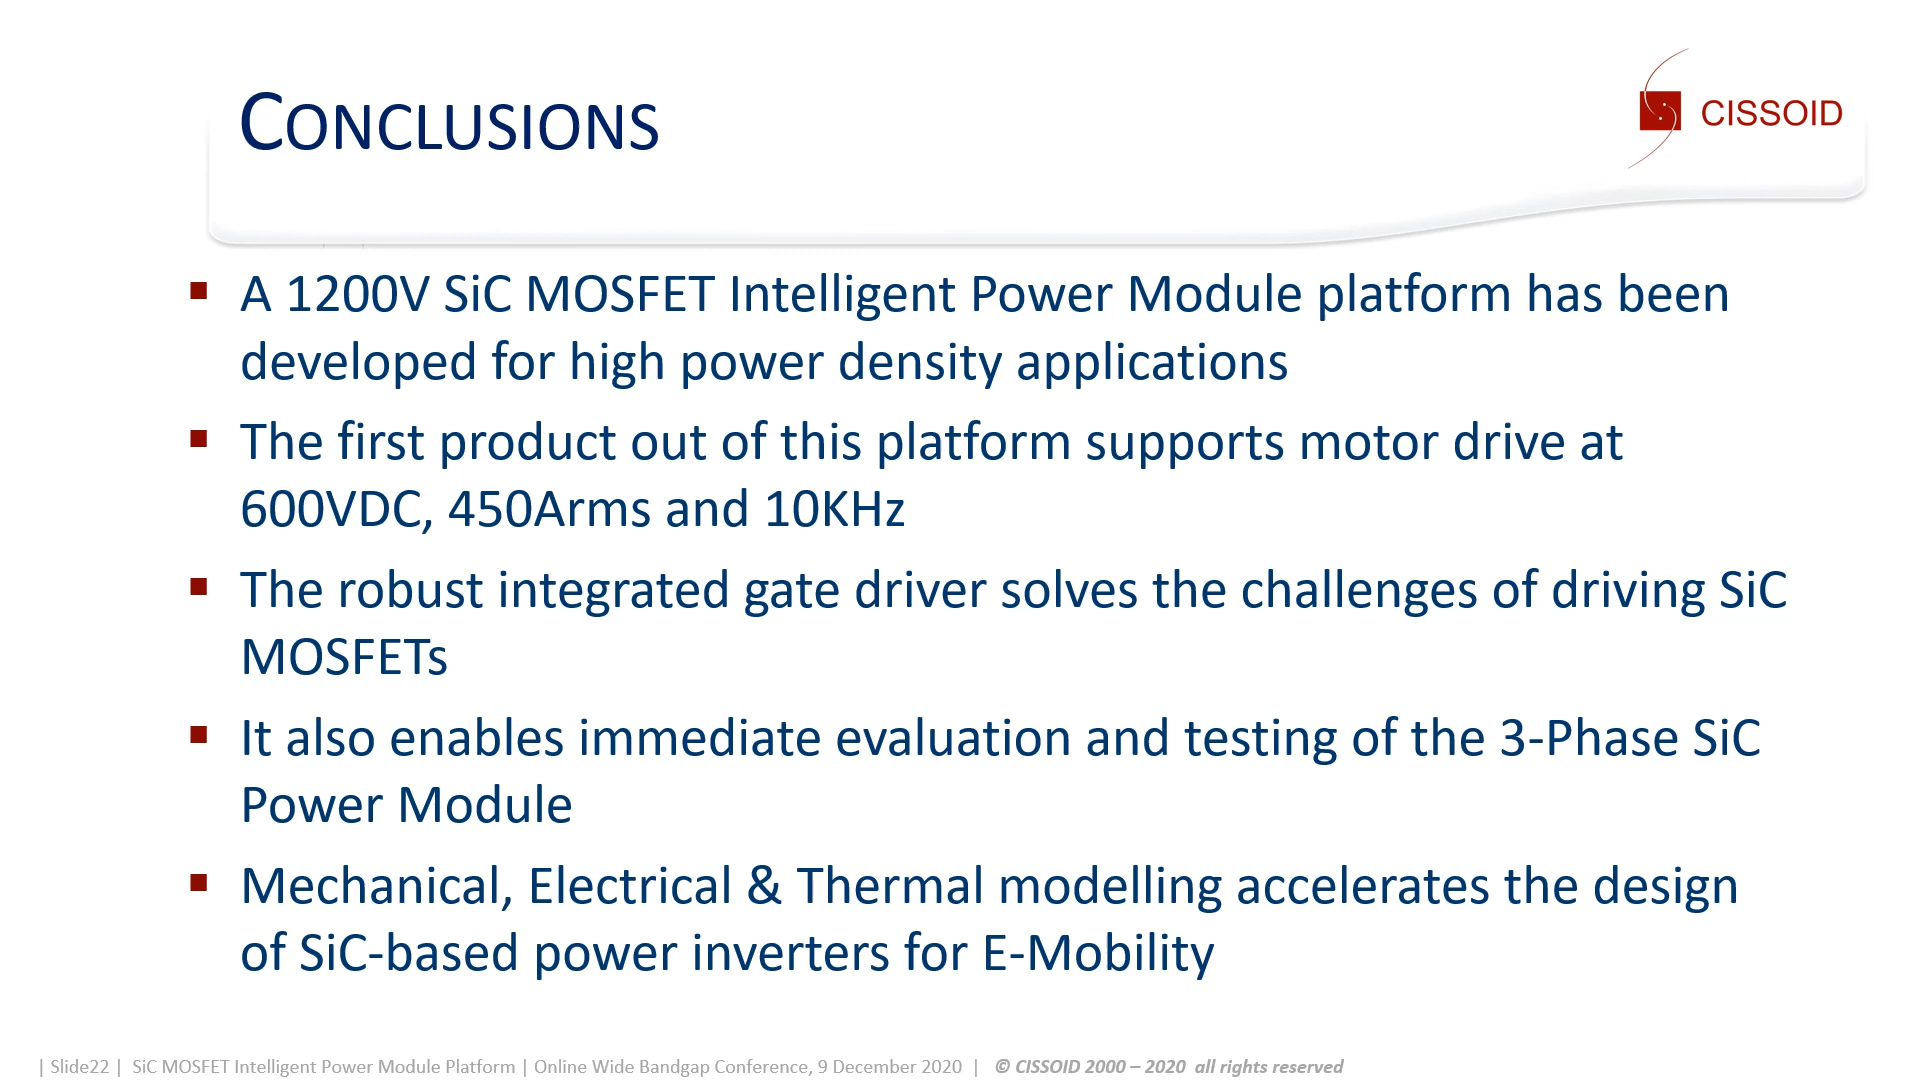 CONCLUSIONS
CISSOID
▪ A 1200V SiC MOSFET Intelligent Power Module platform has been
developed for high power density applications
▪ The first product out of this platform supports motor drive at
600VDC, 450Arms and 10KHz
▪ The robust integrated gate driver solves the challenges of driving SiC
MOSFETs
▪ It also enables immediate evaluation and testing of the 3-Phase SiC
Power Module
▪ Mechanical, Electrical & Thermal modelling accelerates the design
of SiC-based power inverters for E-Mobility
| Slide22 | SiC MOSFET Intelligent Power Module Platform | Online Wide Bandgap Conference, 9 December 2020 | © CISSOID 2000 – 2020 all rights reserved